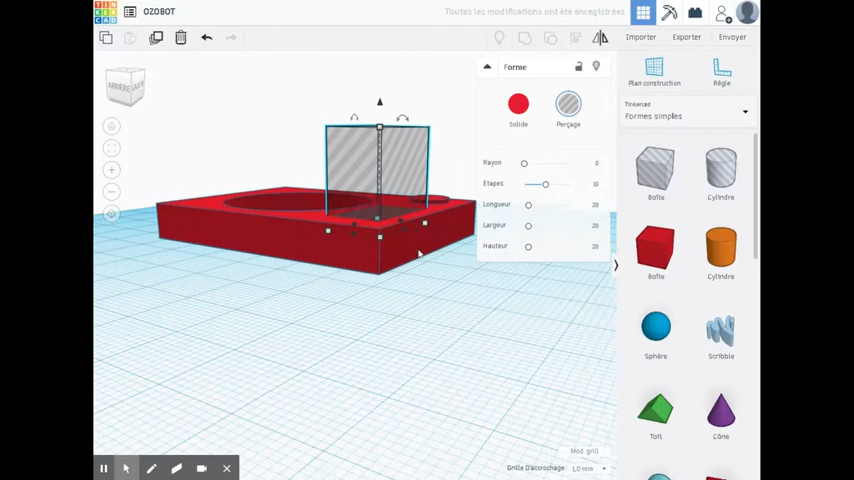 TIN
KER
CAD
OZOBOT
Toutes les modifications ont été enregistrées
Importer
Exporter
Envoyer
Forme
Solide
Perçage
Rayon 0
Etapes 10
Longueur 20
Largeur 20
Hauteur 20
Plan construction
Règle
Tinkercad
Formes simples
Boîte
Cylindre
Boîte
Cylindre
Sphère
Scribble
Toit
Cône
Mod. grill
Grille D'accrochage 1,0 mm